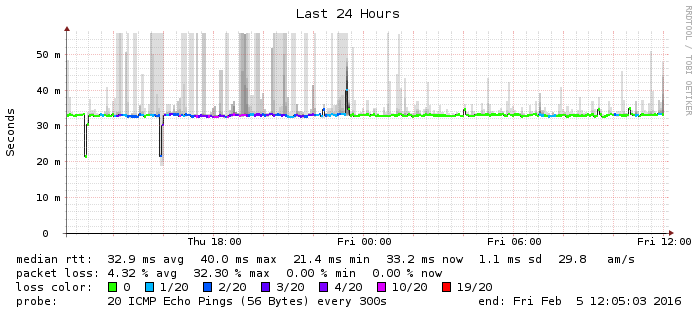 Last 24 Hours
RRDTOOL / TOBI OETIKER
Seconds
50 m
40 m
30 m
20 m
10 m
0
Thu 18:00 Fri 00:00 Fri 06:00 Fri 12:00
median rtt: 32.9 ms avg 40.0 ms max 21.4 ms min 33.2 ms now 1.1 ms sd 29.8 am/s
packet loss: 4.32 % avg 32.30 % max 0.00 % min 0.00 % now
loss color: 0 1/20 2/20 3/20 4/20 10/20 19/20
probe: 20 ICMP Echo Pings (56 Bytes) every 300s end: Fri Feb 5 12:05:03 2016